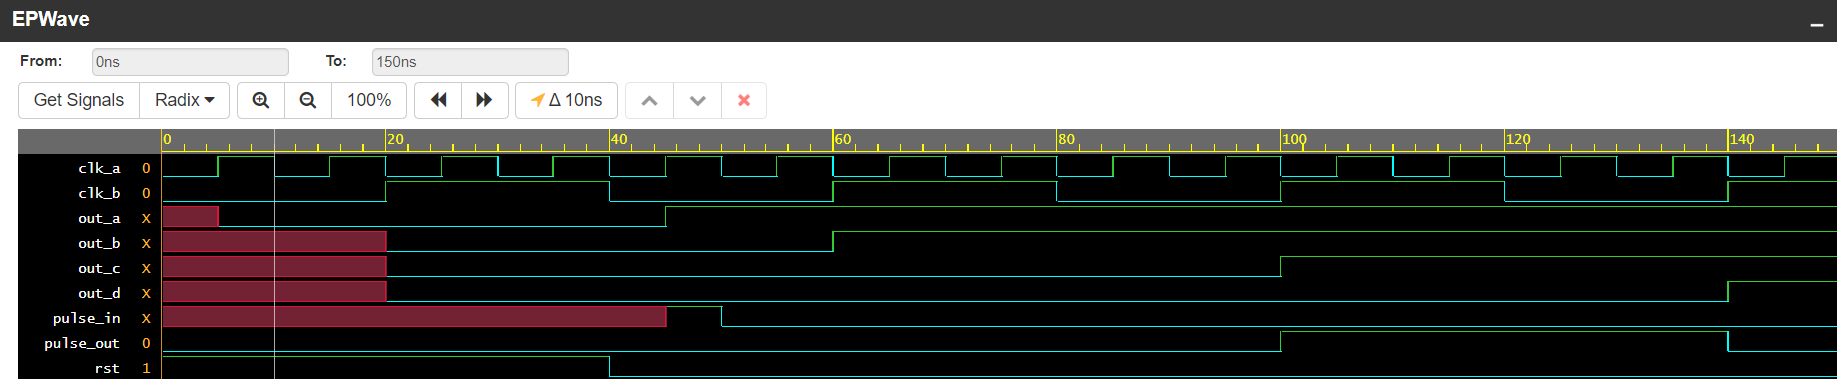 EPWave
From: 0ns To: 150ns
Get Signals Radix 100% Δ 10ns
0 20 40 60 80 100 120 140
clk_a 0
clk_b 0
out_a X
out_b X
out_c X
out_d X
pulse_in X
pulse_out 0
rst 1